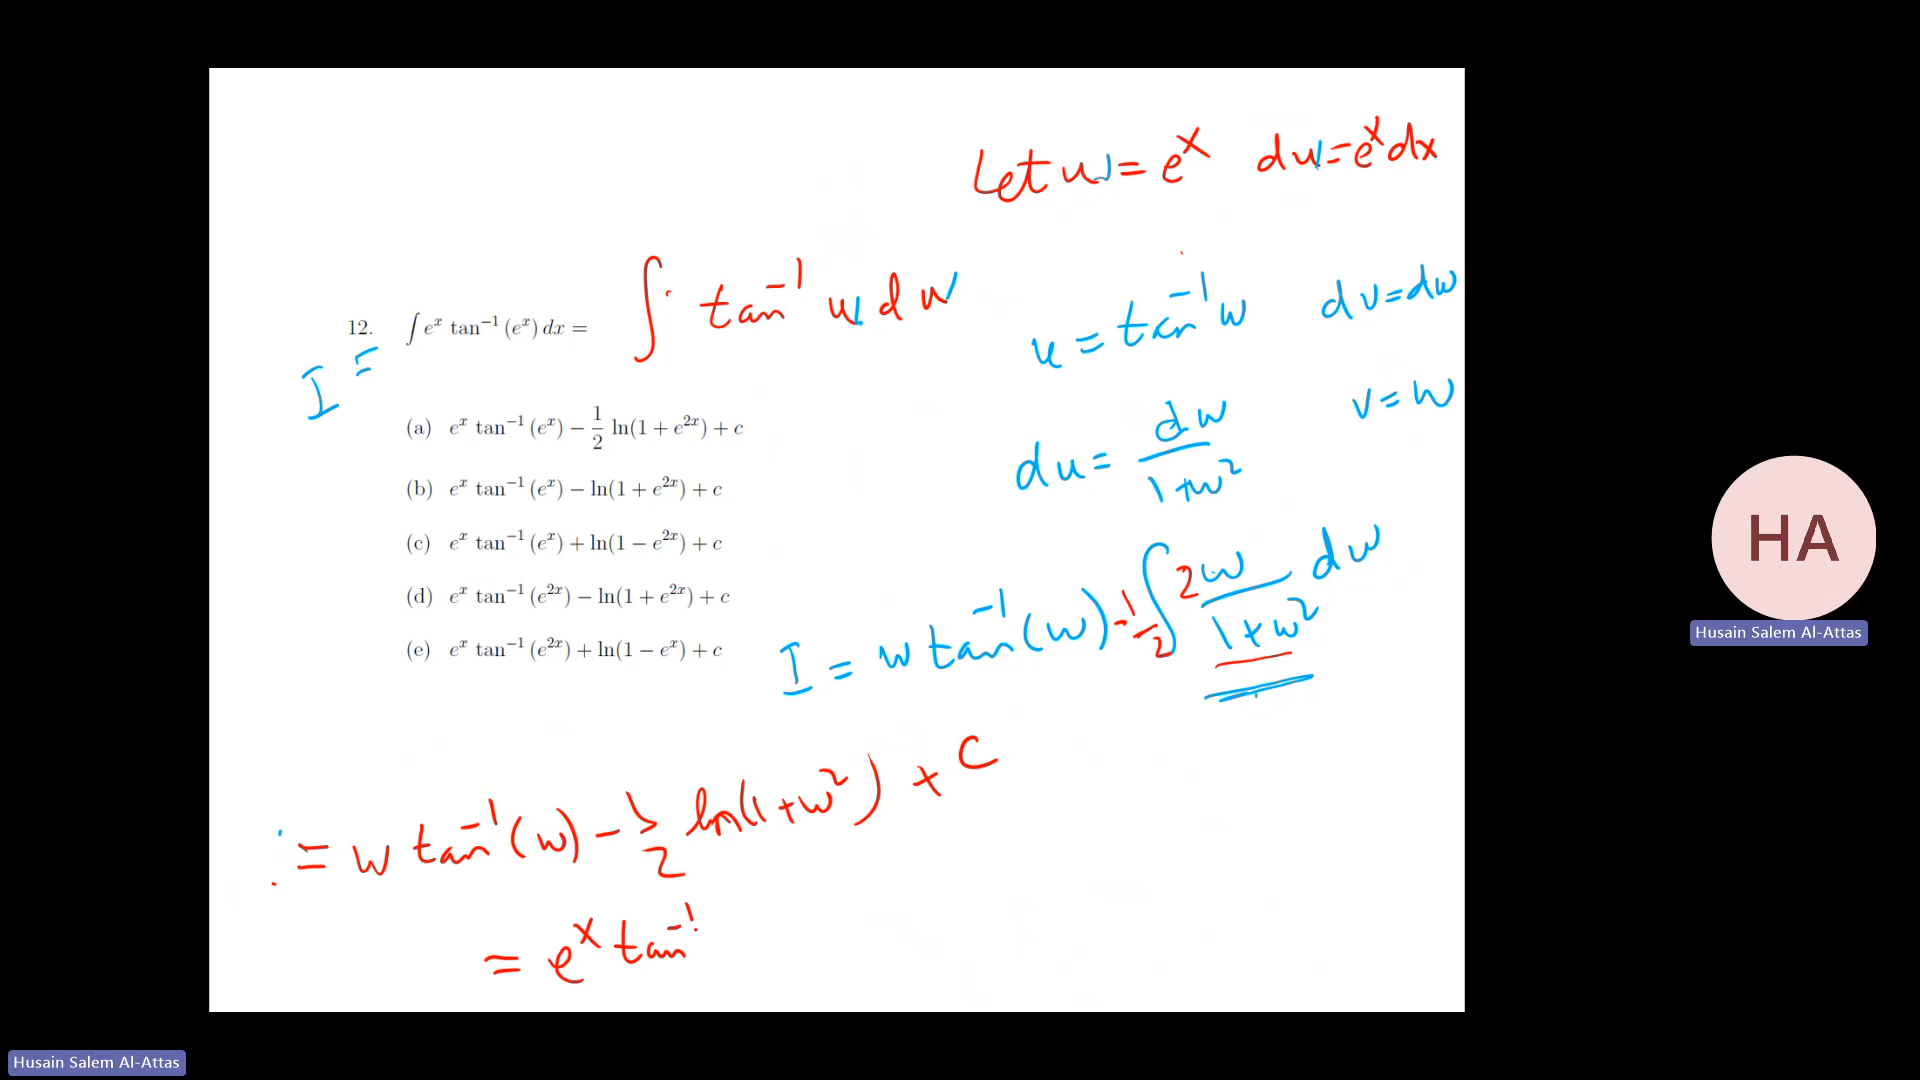 Let w = e^x   dw = e^x dx
12. ∫ e^x tan^{-1} (e^x) dx = ∫ tan^{-1} w dw
I =
u = tan^{-1} w   dv = dw
du = dw/(1+w^2)   v = w
(a) e^x tan^{-1} (e^x) − 1/2 ln(1 + e^{2x}) + c
(b) e^x tan^{-1} (e^x) − ln(1 + e^{2x}) + c
(c) e^x tan^{-1} (e^x) + ln(1 − e^{2x}) + c
(d) e^x tan^{-1} (e^{2x}) − ln(1 + e^{2x}) + c
(e) e^x tan^{-1} (e^{2x}) + ln(1 − e^x) + c
I = w tan^{-1}(w) - 1/2 ∫ 2w/(1+w^2) dw
= w tan^{-1}(w) - 1/2 ln(1+w^2) + C
= e^x tan^{-1}
HA
Husain Salem Al-Attas
Husain Salem Al-Attas